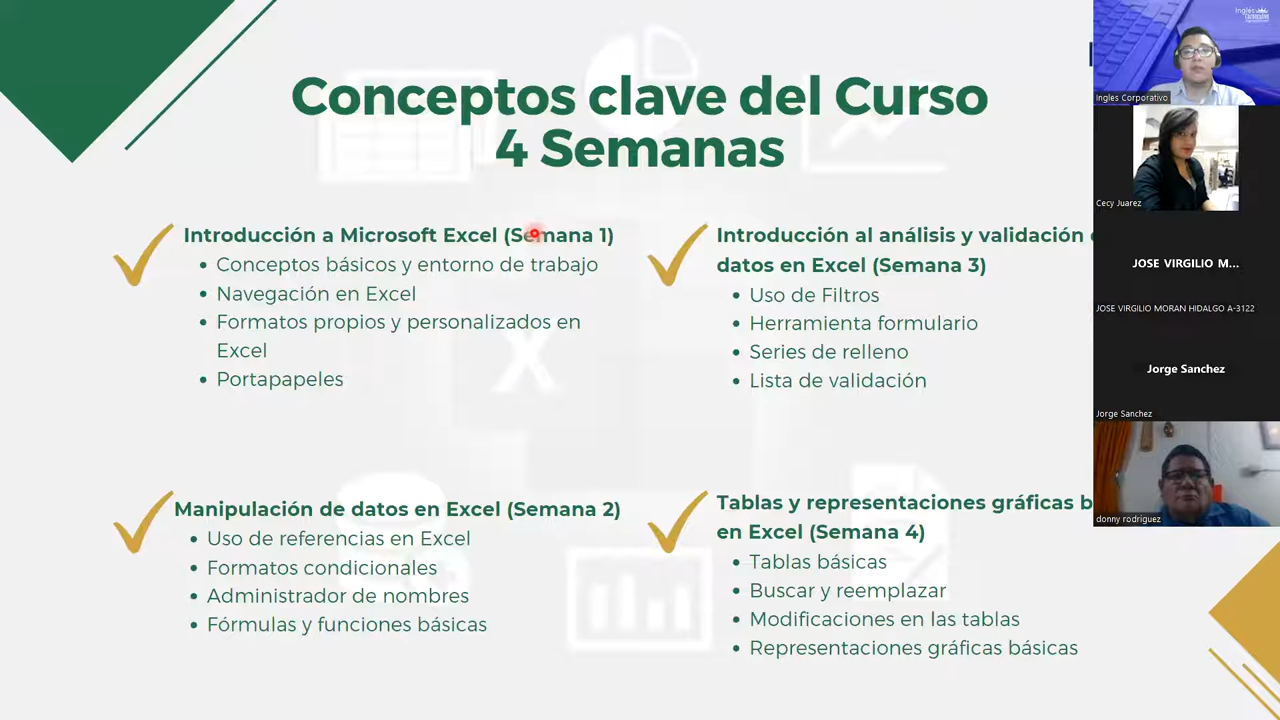 Conceptos clave del Curso
4 Semanas
Introducción a Microsoft Excel (Semana 1)
Conceptos básicos y entorno de trabajo
Navegación en Excel
Formatos propios y personalizados en
Excel
Portapapeles
Introducción al análisis y validación
datos en Excel (Semana 3)
Uso de Filtros
Herramienta formulario
Series de relleno
Lista de validación
Manipulación de datos en Excel (Semana 2)
Uso de referencias en Excel
Formatos condicionales
Administrador de nombres
Fórmulas y funciones básicas
Tablas y representaciones gráficas b
en Excel (Semana 4)
Tablas básicas
Buscar y reemplazar
Modificaciones en las tablas
Representaciones gráficas básicas
X
Ingles Corporativo
Cecy Juarez
JOSE VIRGILIO M...
JOSE VIRGILIO MORAN HIDALGO A-3122
Jorge Sanchez
Jorge Sanchez
donny rodriguez